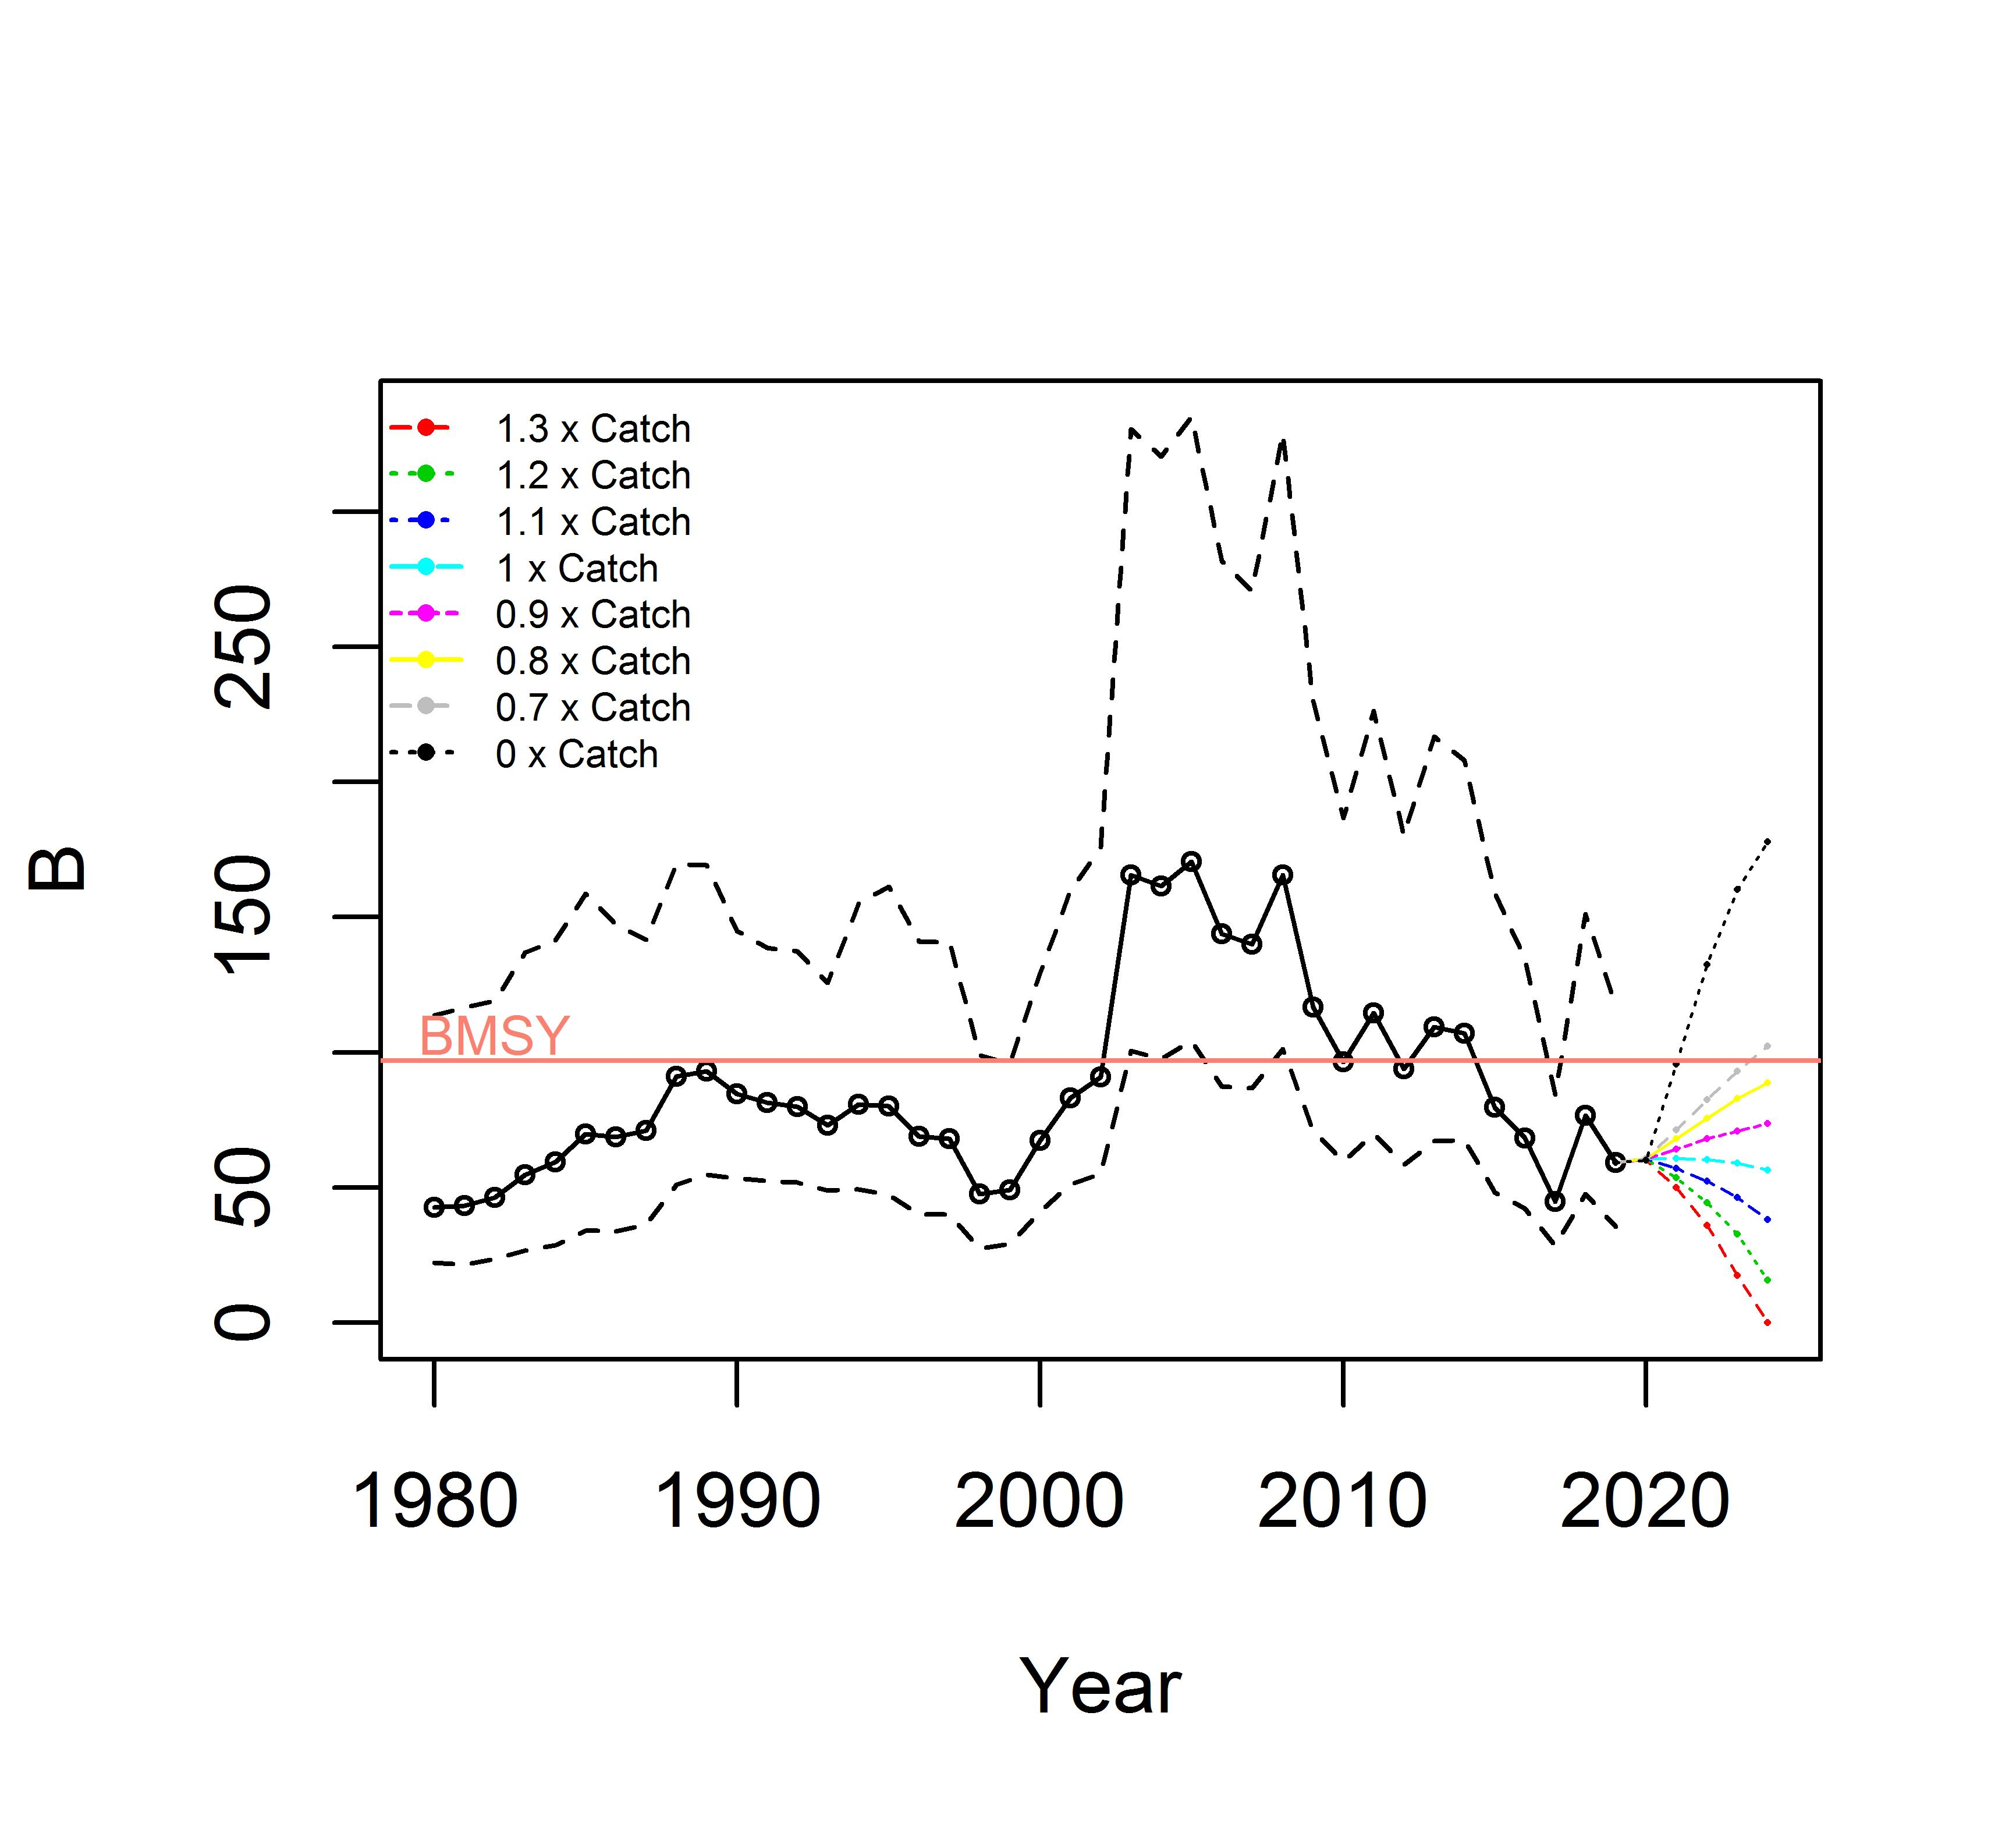 1.3 x Catch
1.2 x Catch
1.1 x Catch
1 x Catch
0.9 x Catch
0.8 x Catch
0.7 x Catch
0 x Catch
BMSY
B
250
150
50
0
1980 1990 2000 2010 2020
Year